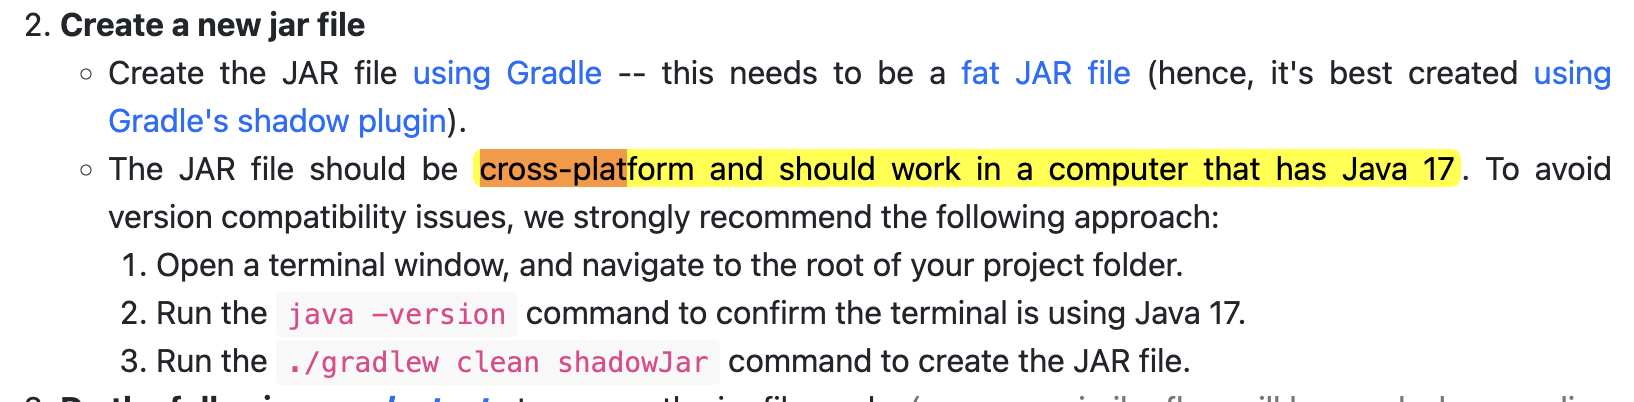 2. Create a new jar file
○ Create the JAR file using Gradle -- this needs to be a fat JAR file (hence, it's best created using
Gradle's shadow plugin).
○ The JAR file should be cross-platform and should work in a computer that has Java 17. To avoid
version compatibility issues, we strongly recommend the following approach:
1. Open a terminal window, and navigate to the root of your project folder.
2. Run the java -version command to confirm the terminal is using Java 17.
3. Run the ./gradlew clean shadowJar command to create the JAR file.